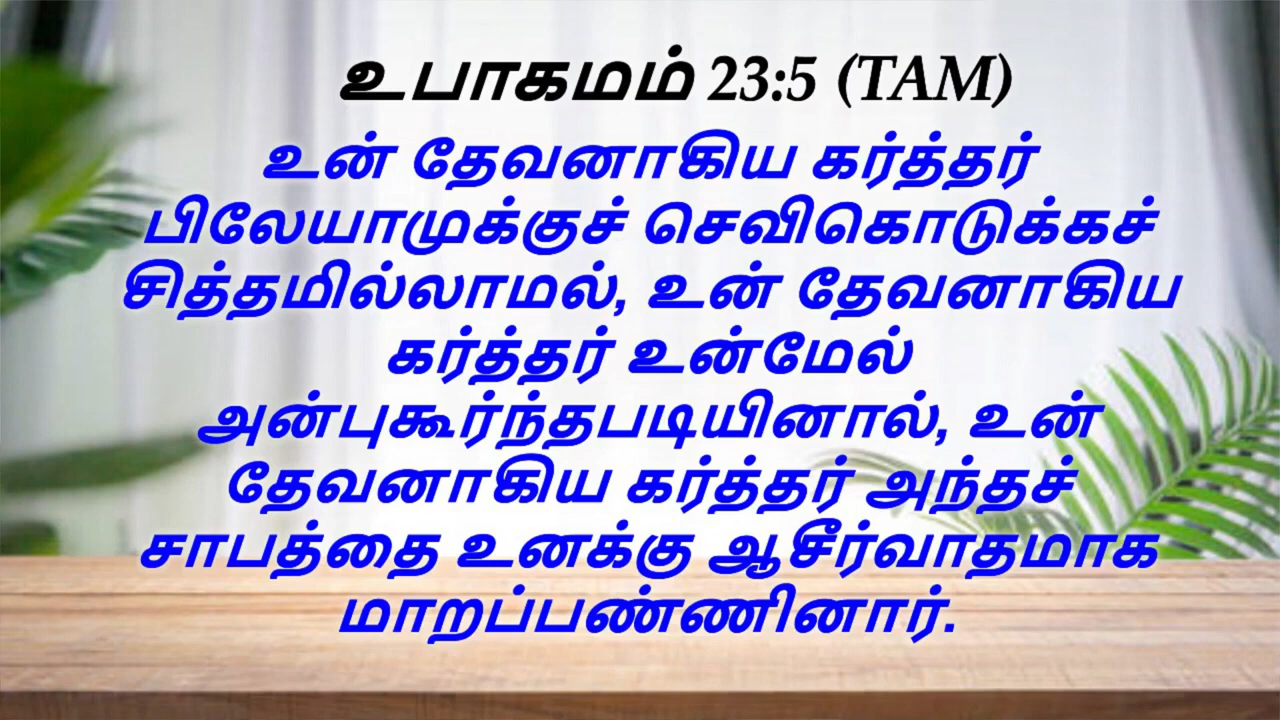 உபாகமம் 23:5 (TAM)
உன் தேவனாகிய கர்த்தர்
பிலேயாமுக்குச் செவிகொடுக்கச்
சித்தமில்லாமல், உன் தேவனாகிய
கர்த்தர் உன்மேல்
அன்புகூர்ந்தபடியினால், உன்
தேவனாகிய கர்த்தர் அந்தச்
சாபத்தை உனக்கு ஆசீர்வாதமாக
மாறப்பண்ணினார்.